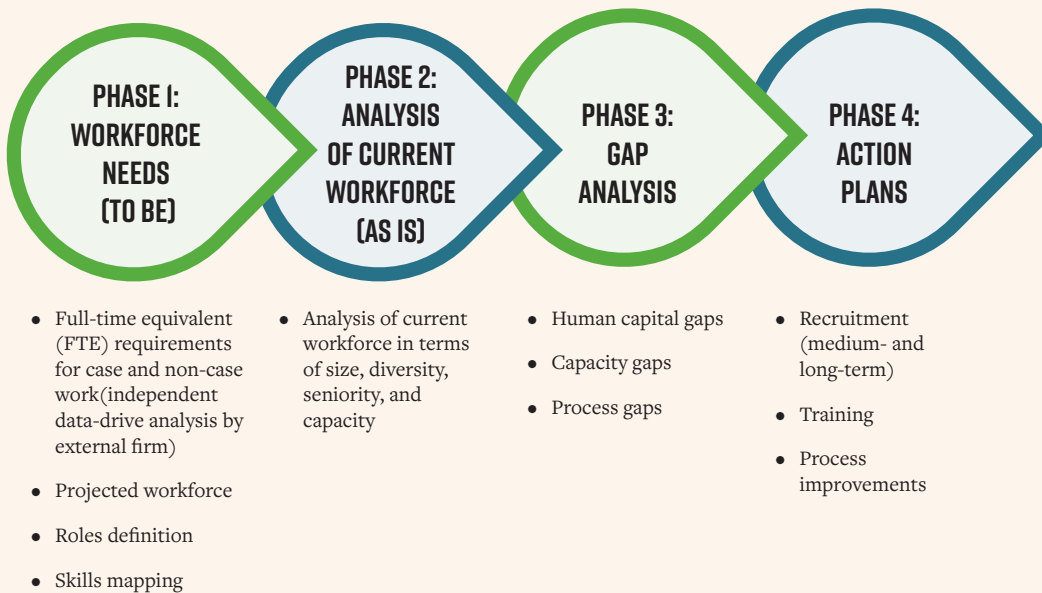 PHASE 1:
WORKFORCE
NEEDS
(TO BE)
PHASE 2:
ANALYSIS
OF CURRENT
WORKFORCE
(AS IS)
PHASE 3:
GAP
ANALYSIS
PHASE 4:
ACTION
PLANS
• Full-time equivalent
(FTE) requirements
for case and non-case
work(independent
data-drive analysis by
external firm)
• Projected workforce
• Roles definition
• Skills mapping
• Analysis of current
workforce in terms
of size, diversity,
seniority, and
capacity
• Human capital gaps
• Capacity gaps
• Process gaps
• Recruitment
(medium- and
long-term)
• Training
• Process
improvements